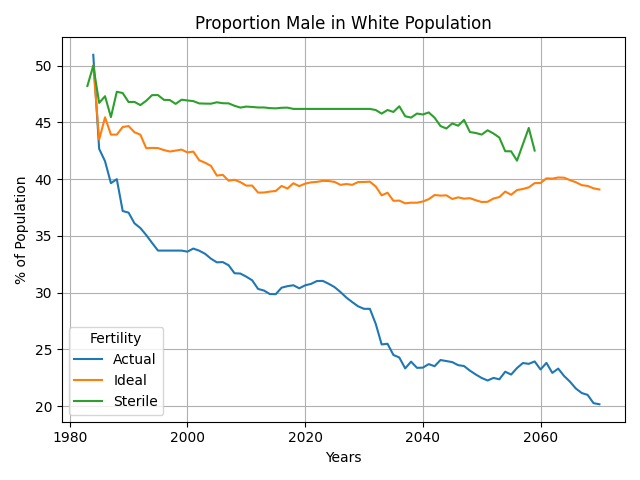 Proportion Male in White Population
% of Population
50
45
40
35
30
25
20
Fertility
Actual
Ideal
Sterile
1980
2000
2020
2040
2060
Years